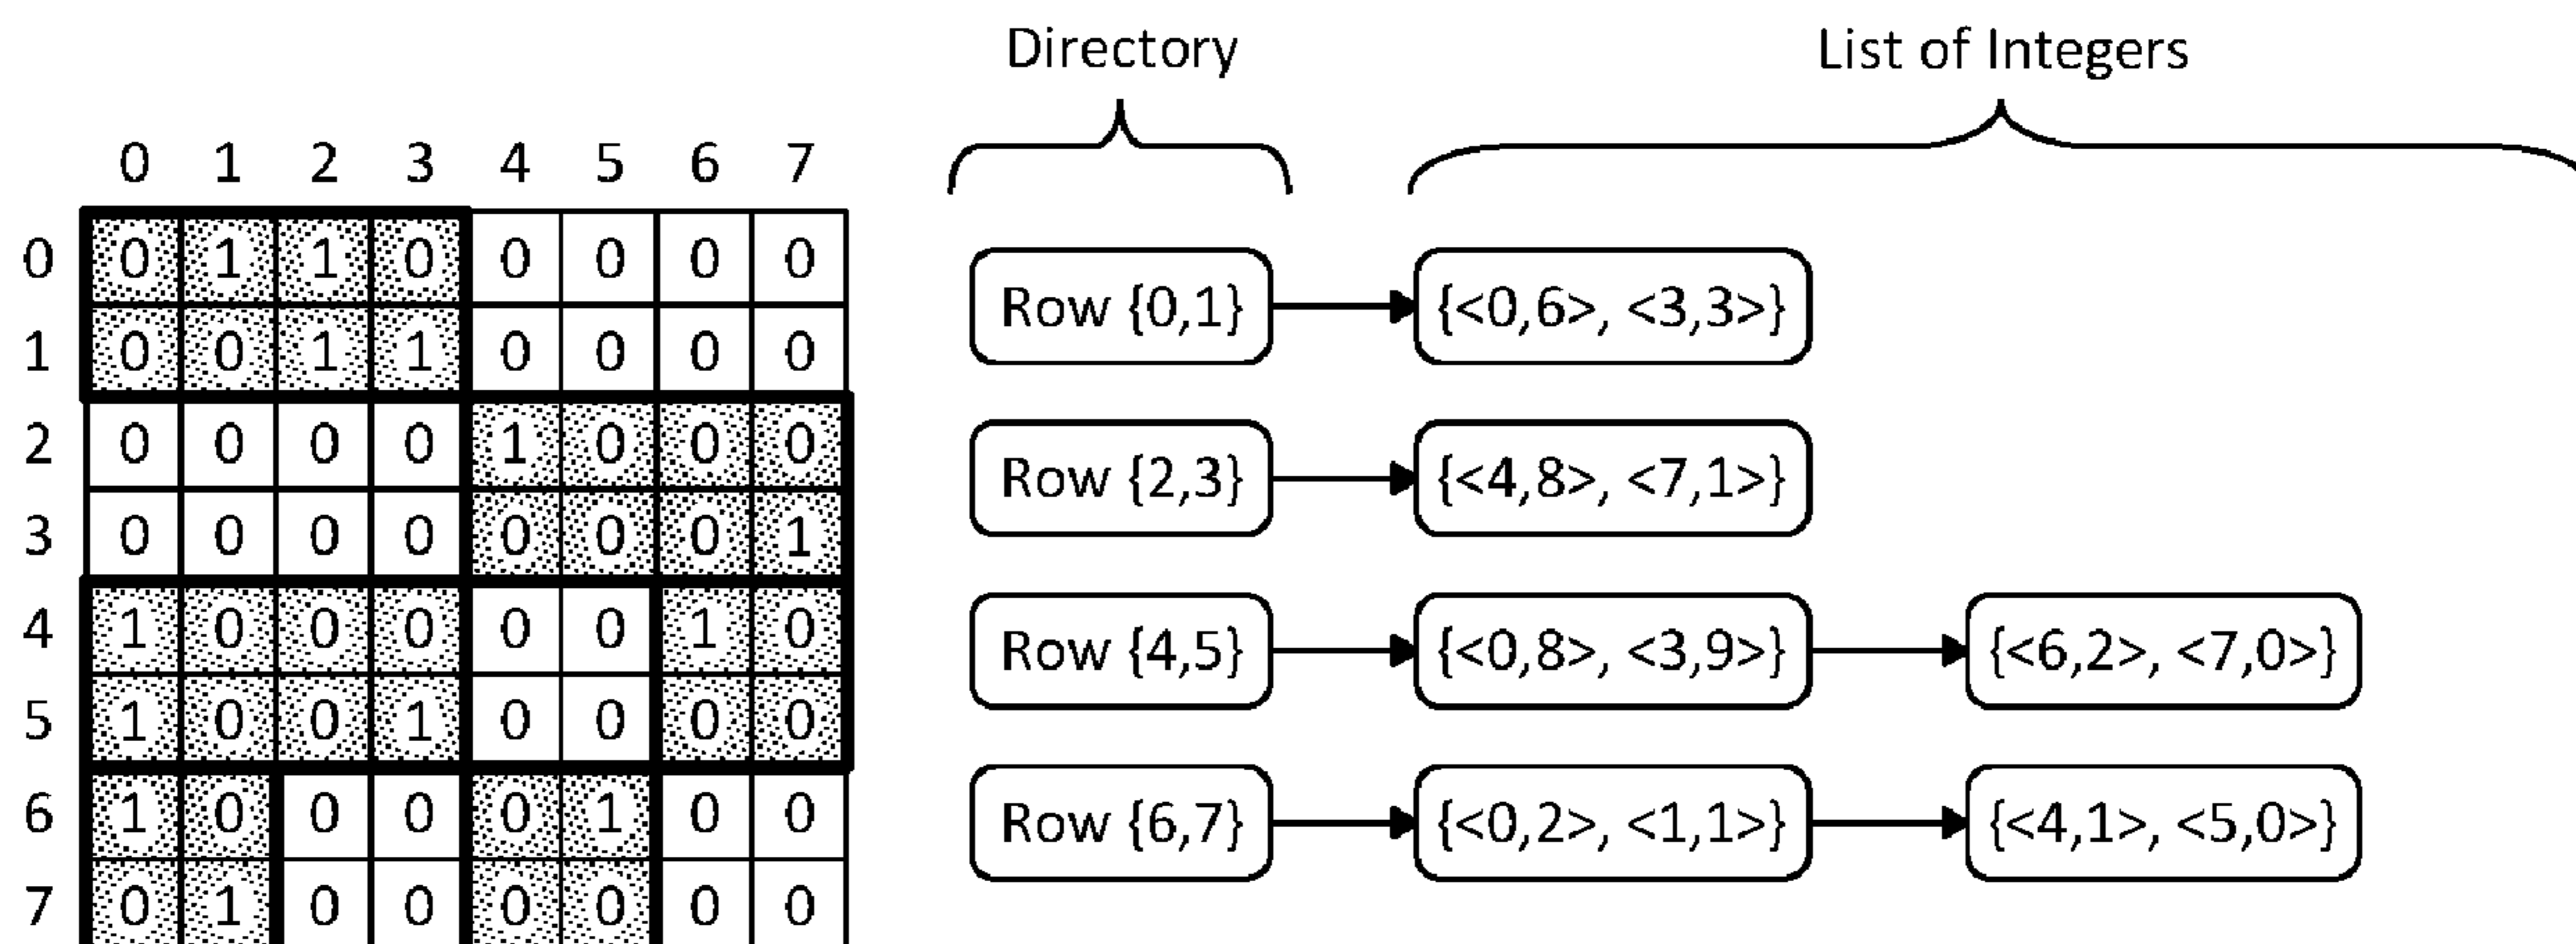 Directory List of Integers
0 1 2 3 4 5 6 7
0 0 1 1 0 0 0 0 0
Row {0,1} {<0,6>, <3,3>}
1 0 0 1 1 0 0 0 0
2 0 0 0 0 1 0 0 0
Row {2,3} {<4,8>, <7,1>}
3 0 0 0 0 0 0 0 1
4 1 0 0 0 0 0 1 0
Row {4,5} {<0,8>, <3,9>} {<6,2>, <7,0>}
5 1 0 0 1 0 0 0 0
6 1 0 0 0 0 1 0 0
Row {6,7} {<0,2>, <1,1>} {<4,1>, <5,0>}
7 0 1 0 0 0 0 0 0